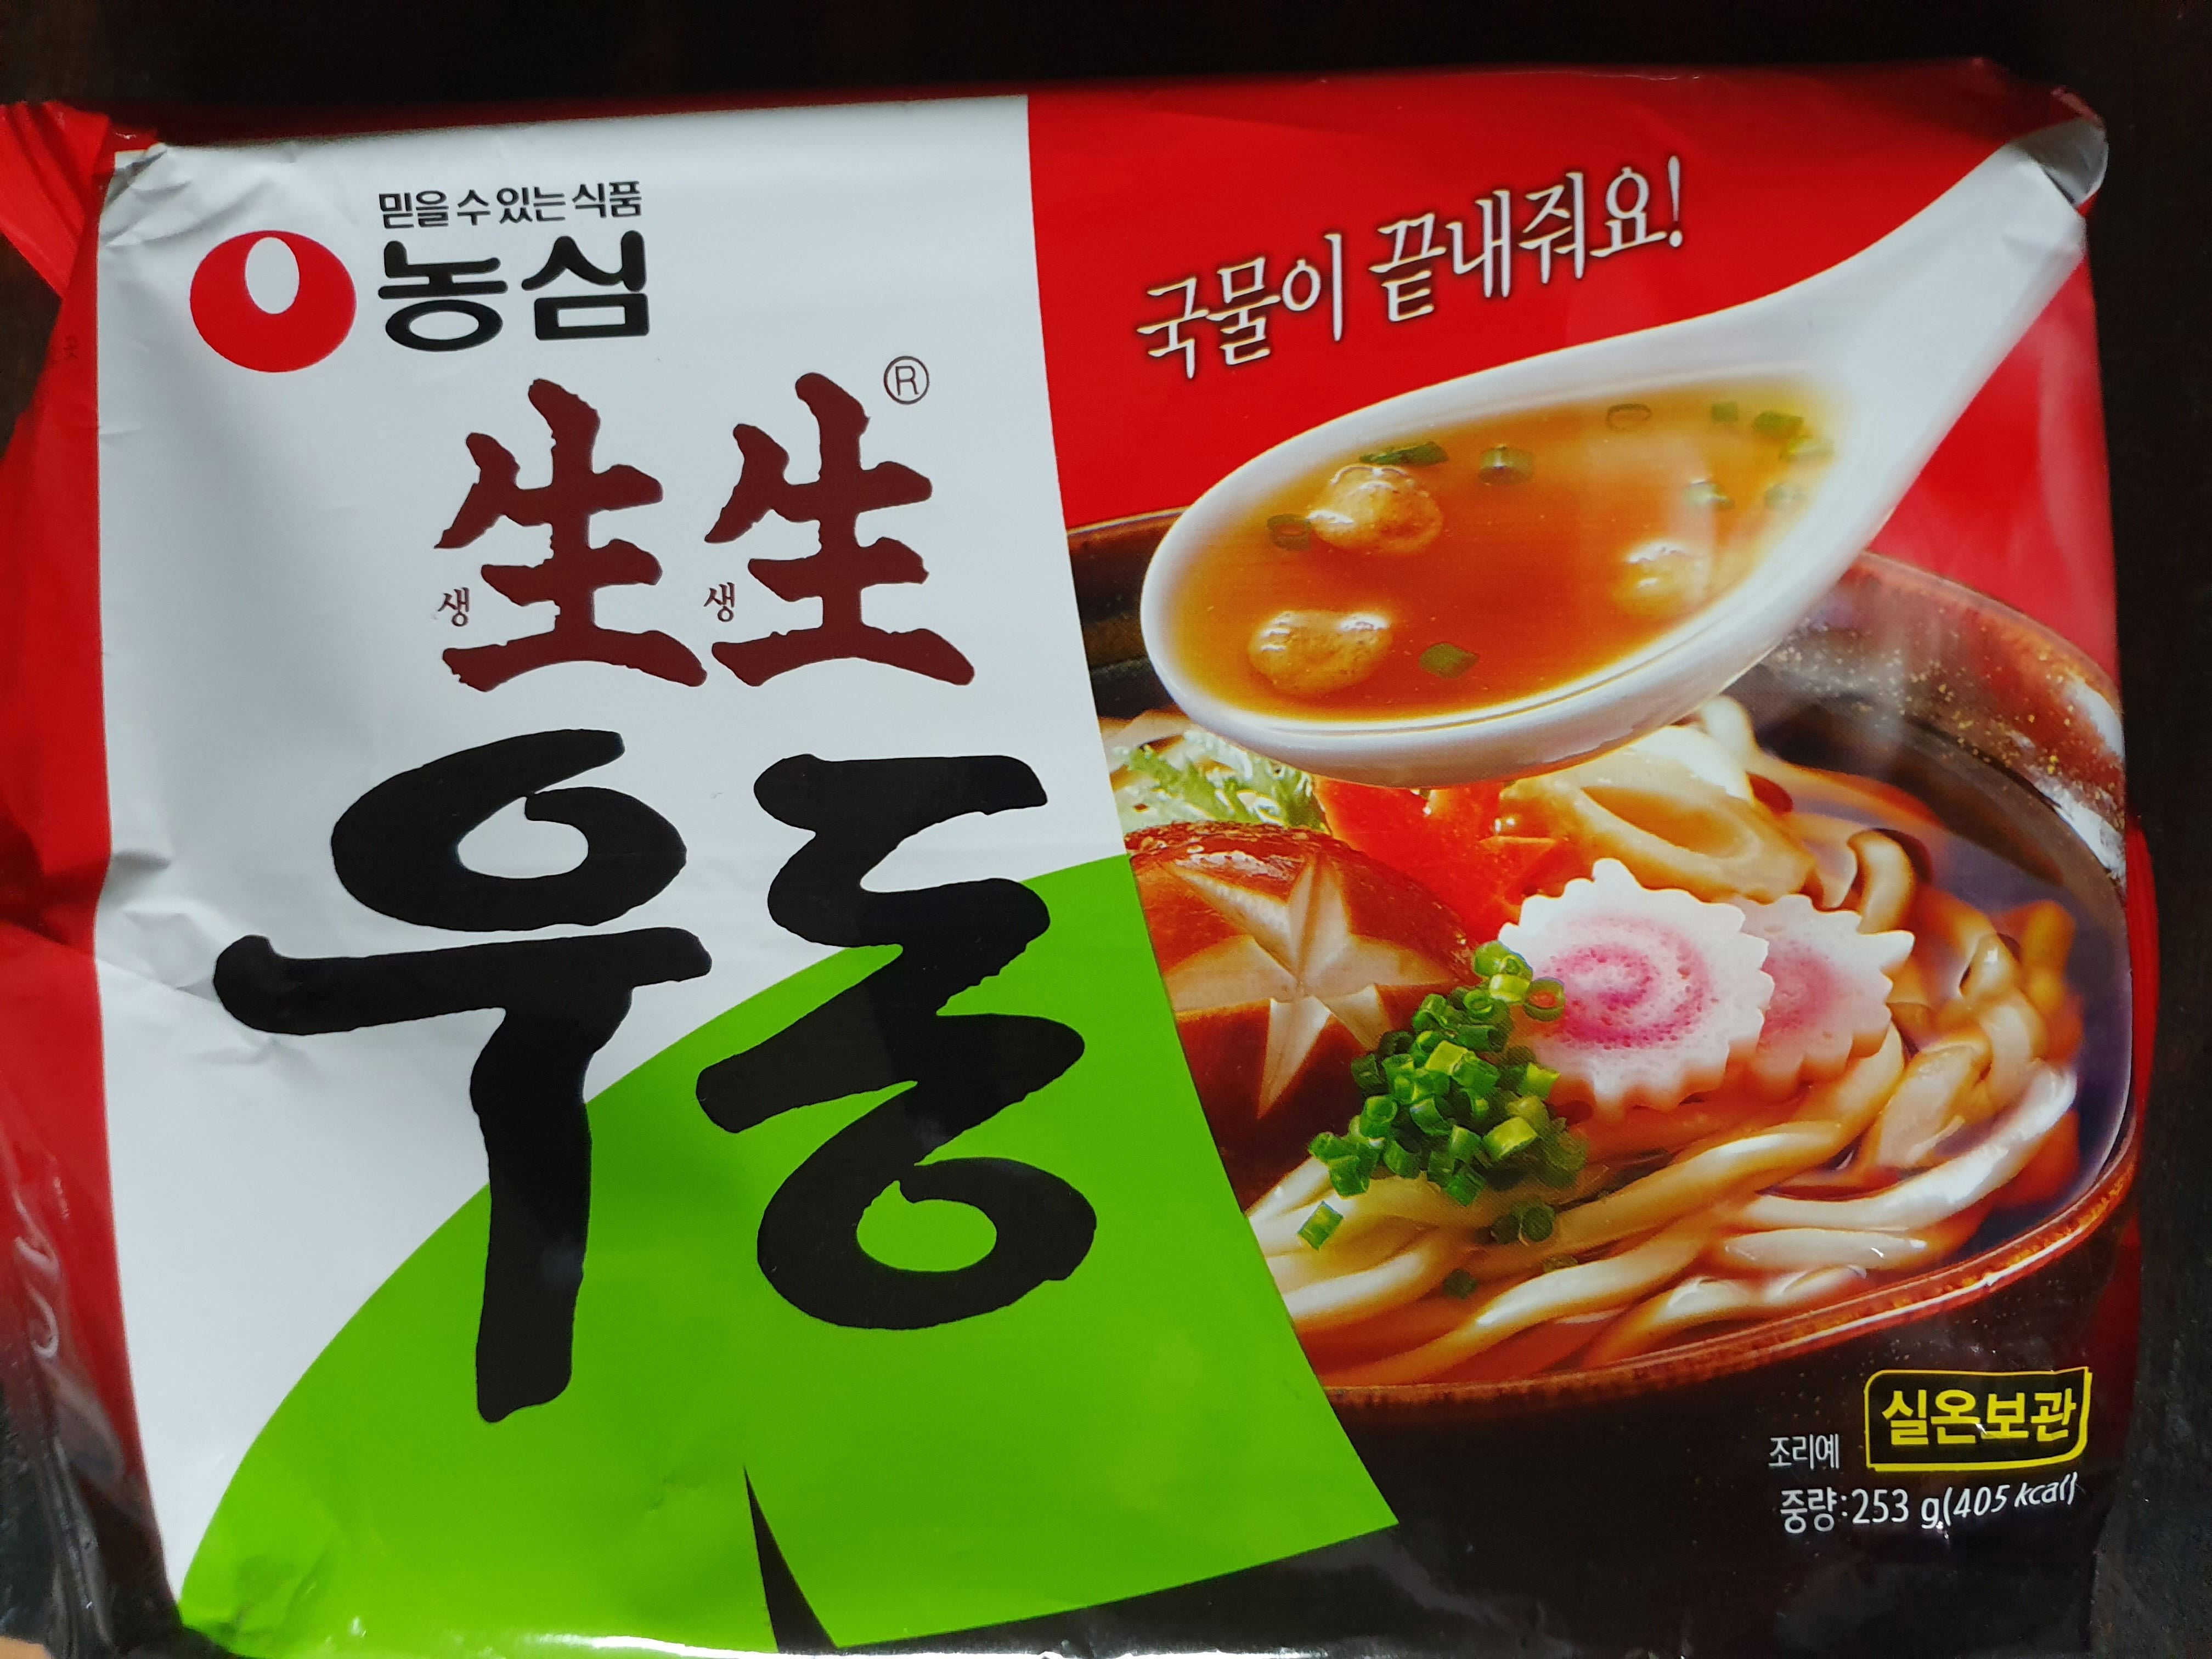 믿을 수 있는 식품
농심
生生®
생 생
우동
국물이 끝내줘요!
실온보관
조리예
중량:253 g(405 kcal)